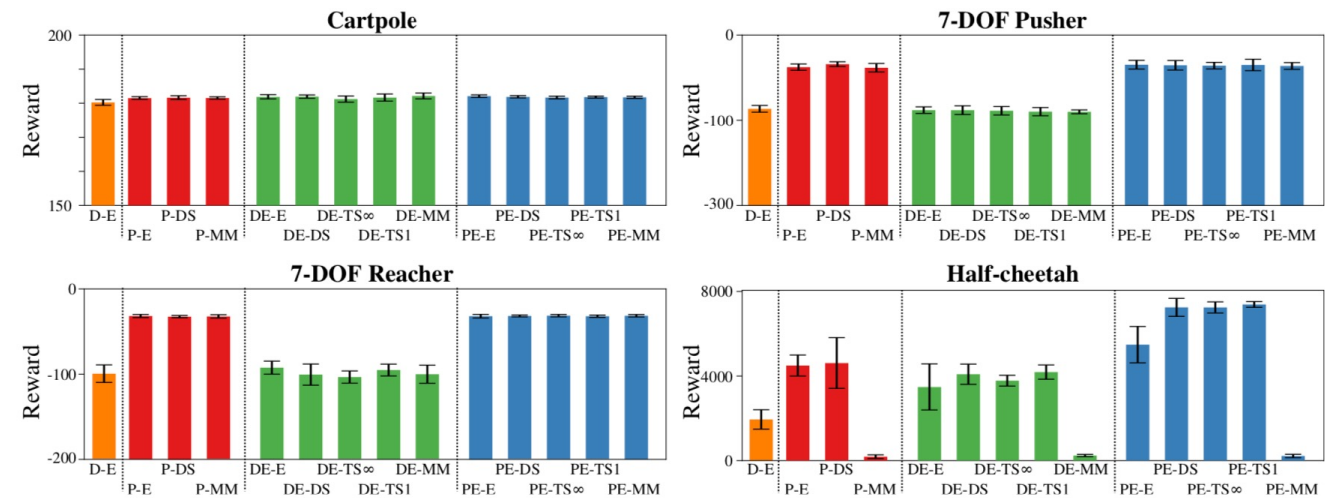 Cartpole
200
150
Reward
D-E P-DS DE-E DE-TS∞ DE-MM PE-DS PE-TS1
P-E P-MM DE-DS DE-TS1 PE-E PE-TS∞ PE-MM
7-DOF Pusher
0
-100
-300
Reward
D-E P-DS DE-E DE-TS∞ DE-MM PE-DS PE-TS1
P-E P-MM DE-DS DE-TS1 PE-E PE-TS∞ PE-MM
7-DOF Reacher
0
-100
-200
Reward
D-E P-DS DE-E DE-TS∞ DE-MM PE-DS PE-TS1
P-E P-MM DE-DS DE-TS1 PE-E PE-TS∞ PE-MM
Half-cheetah
8000
4000
0
Reward
D-E P-DS DE-E DE-TS∞ DE-MM PE-DS PE-TS1
P-E P-MM DE-DS DE-TS1 PE-E PE-TS∞ PE-MM